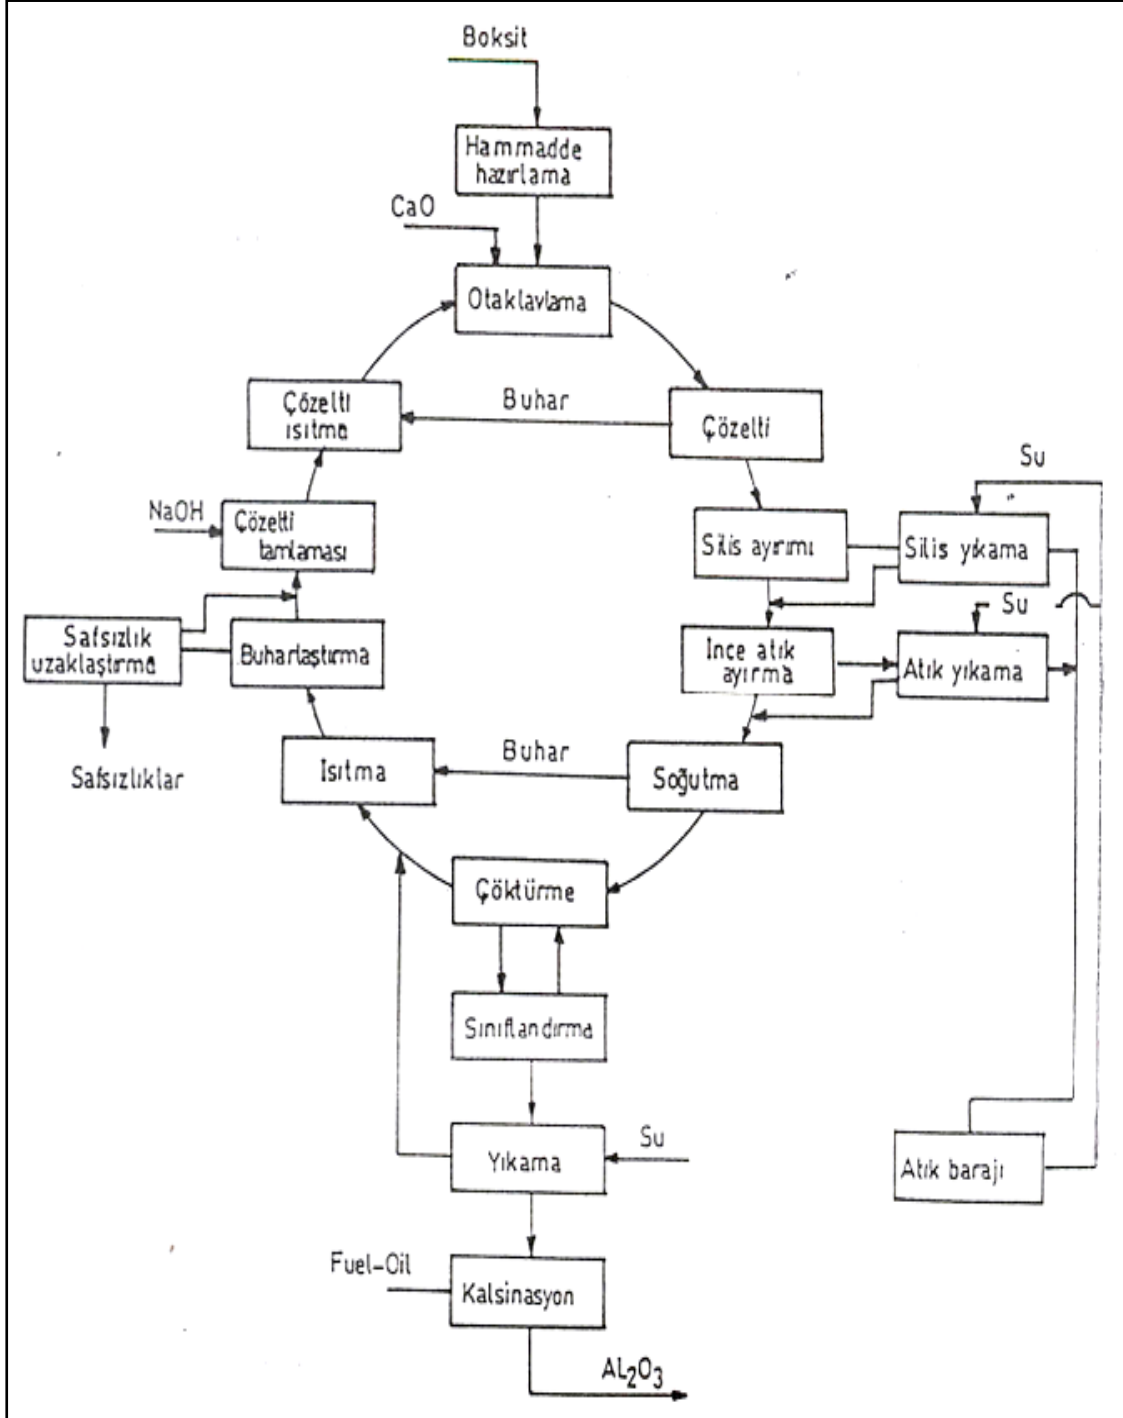 Boksit
Hammadde
hazırlama
CaO
Otaklavlama
Çözelti
ısıtma
Buhar
Çözelti
Su
NaOH
Çözelti
tamlaması
Silis ayırımı
Silis yıkama
Su
Safsızlık
uzaklaştırma
Buharlaştırma
İnce atık
ayırma
Atık yıkama
Safsızlıklar
Isıtma
Buhar
Soğutma
Çöktürme
Sınıflandırma
Yıkama
Su
Atık barajı
Fuel-Oil
Kalsinasyon
AL2O3